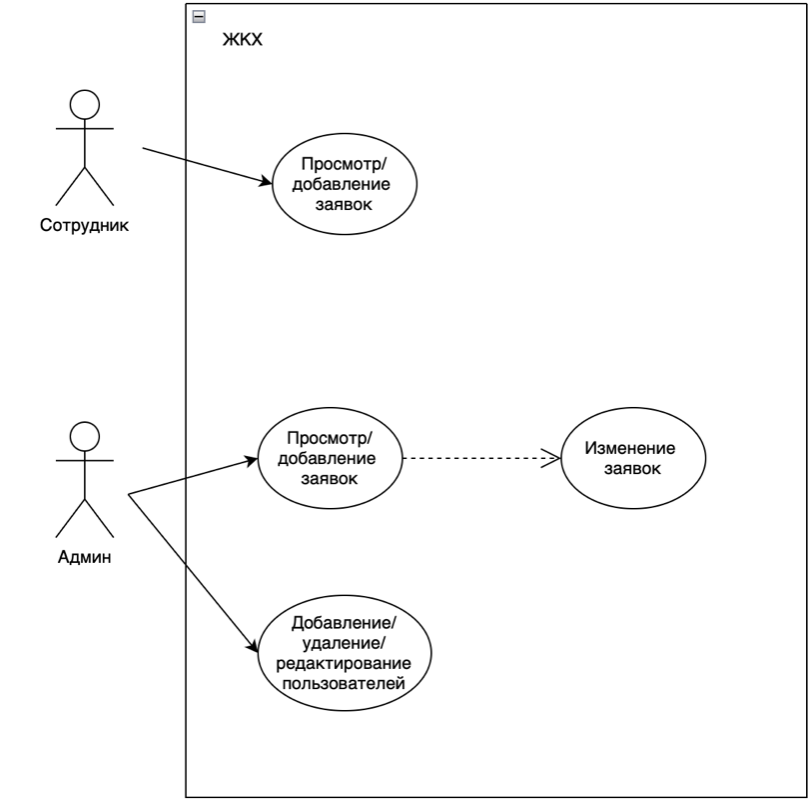 ЖКХ
Просмотр/
добавление
заявок
Сотрудник
Просмотр/
добавление
заявок
Изменение
заявок
Админ
Добавление/
удаление/
редактирование
пользователей